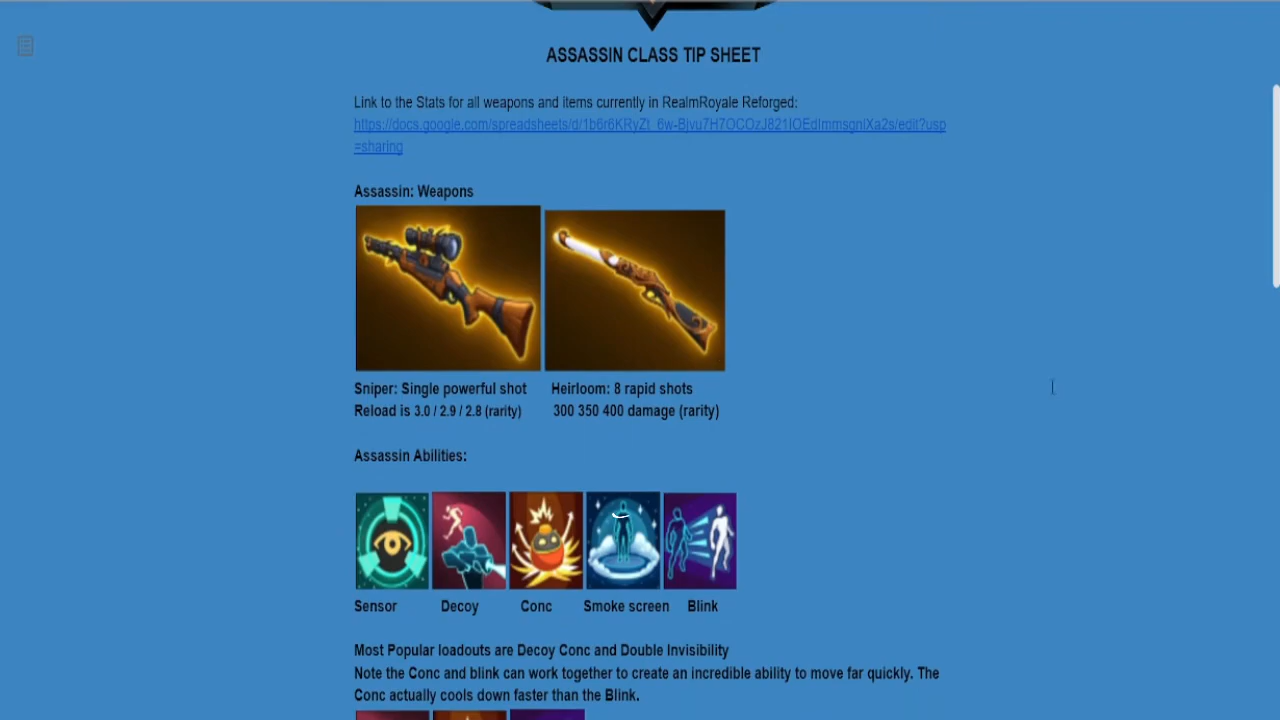 ASSASSIN CLASS TIP SHEET
Link to the Stats for all weapons and items currently in RealmRoyale Reforged:
=sharing
Assassin: Weapons
Sniper: Single powerful shot Heirloom: 8 rapid shots
Reload is 3.0 / 2.9 / 2.8 (rarity) 300 350 400 damage (rarity)
Assassin Abilities:
Sensor Decoy Conc Smoke screen Blink
Most Popular loadouts are Decoy Conc and Double Invisibility
Note the Conc and blink can work together to create an incredible ability to move far quickly. The
Conc actually cools down faster than the Blink.